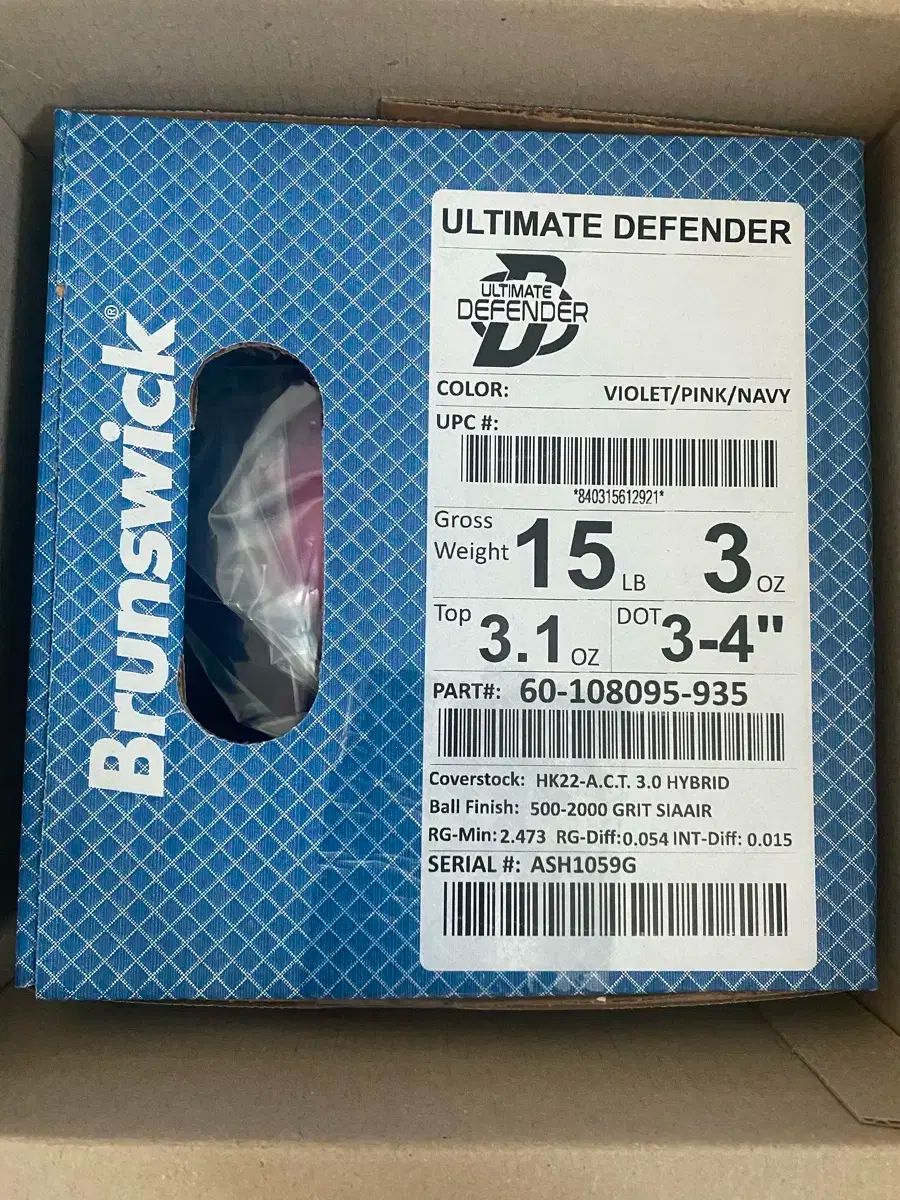 Brunswick®
ULTIMATE DEFENDER
ULTIMATE
DEFENDER
D
COLOR: VIOLET/PINK/NAVY
UPC #:
*840315612921*
Gross
Weight 15 LB 3 OZ
Top 3.1 OZ DOT 3-4"
PART#: 60-108095-935
Coverstock: HK22-A.C.T. 3.0 HYBRID
Ball Finish: 500-2000 GRIT SIAAIR
RG-Min: 2.473 RG-Diff:0.054 INT-Diff: 0.015
SERIAL #: ASH1059G